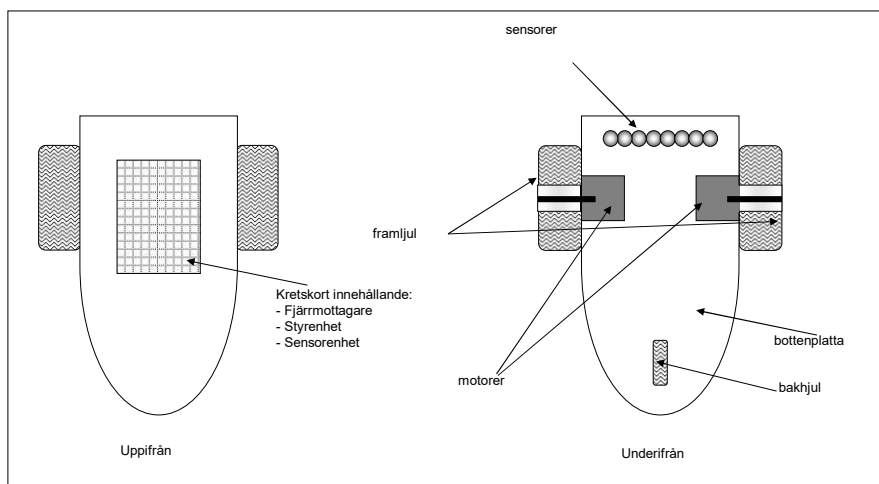 sensorer
framljul
Kretskort innehållande:
- Fjärrmottagare
- Styrenhet
- Sensorenhet
bottenplatta
motorer
bakhjul
Uppifrån
Underifrån